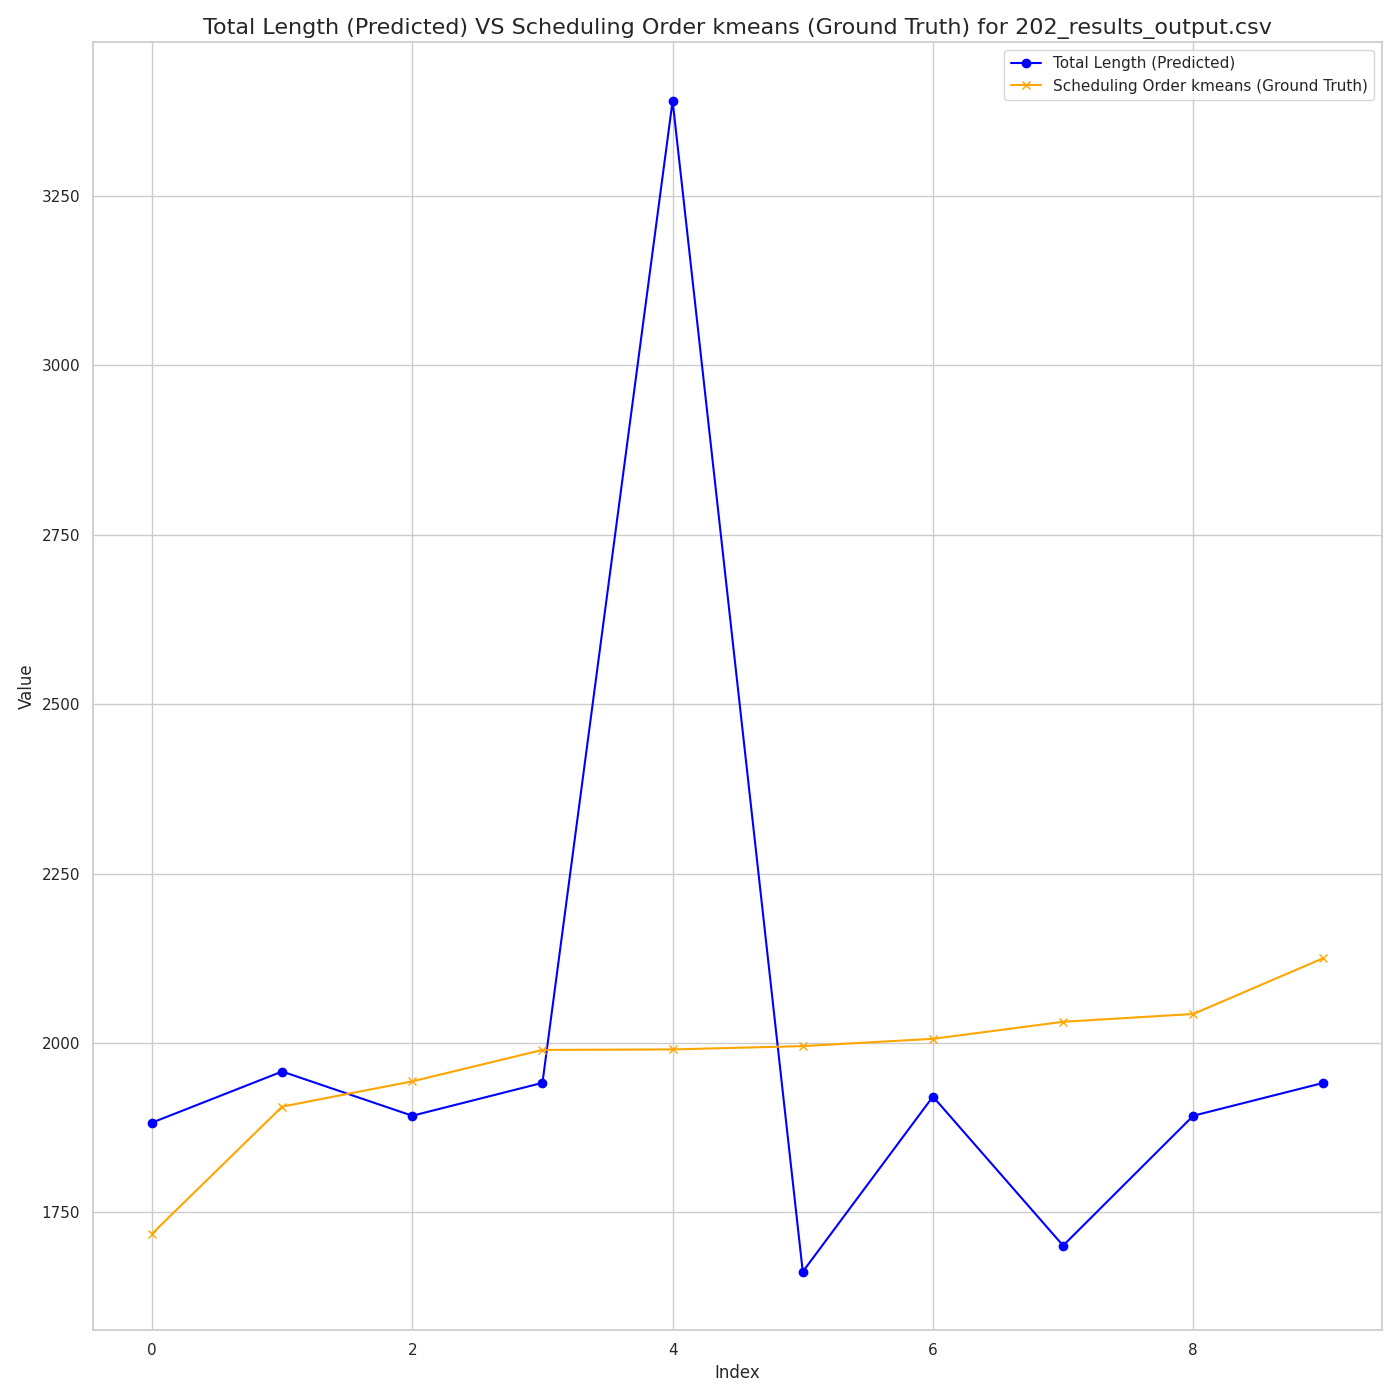 Total Length (Predicted) VS Scheduling Order kmeans (Ground Truth) for 202_results_output.csv
Total Length (Predicted)
Scheduling Order kmeans (Ground Truth)
3250
3000
2750
2500
2250
2000
1750
Value
0 2 4 6 8
Index